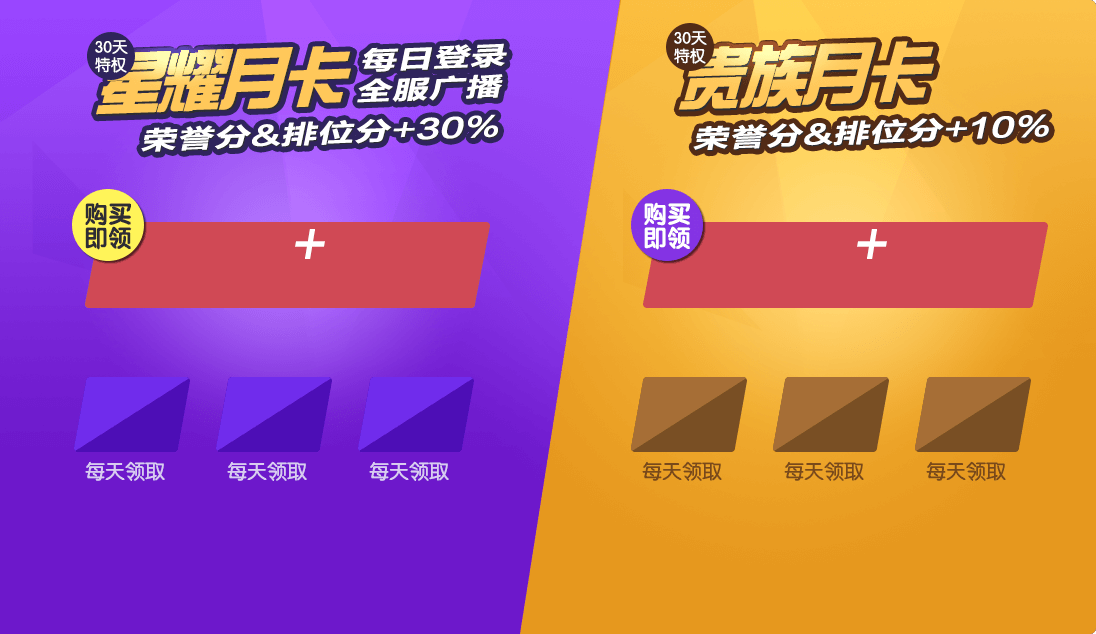 30天
特权
星耀月卡
每日登录
全服广播
荣誉分&排位分+30%
购买
即领
+
每天领取
每天领取
每天领取
30天
特权
贵族月卡
荣誉分&排位分+10%
购买
即领
+
每天领取
每天领取
每天领取